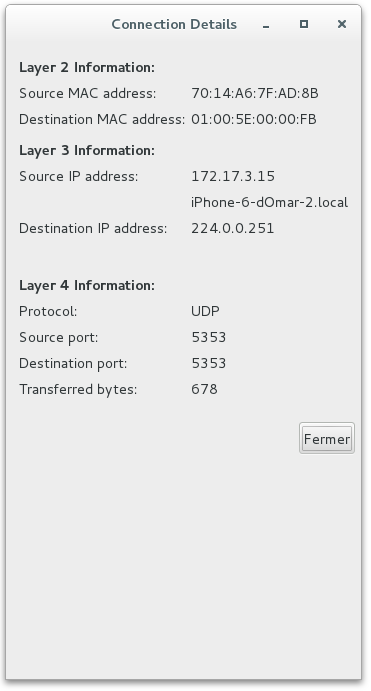 Connection Details
Layer 2 Information:
Source MAC address: 70:14:A6:7F:AD:8B
Destination MAC address: 01:00:5E:00:00:FB
Layer 3 Information:
Source IP address: 172.17.3.15
iPhone-6-dOmar-2.local
Destination IP address: 224.0.0.251
Layer 4 Information:
Protocol: UDP
Source port: 5353
Destination port: 5353
Transferred bytes: 678
Fermer